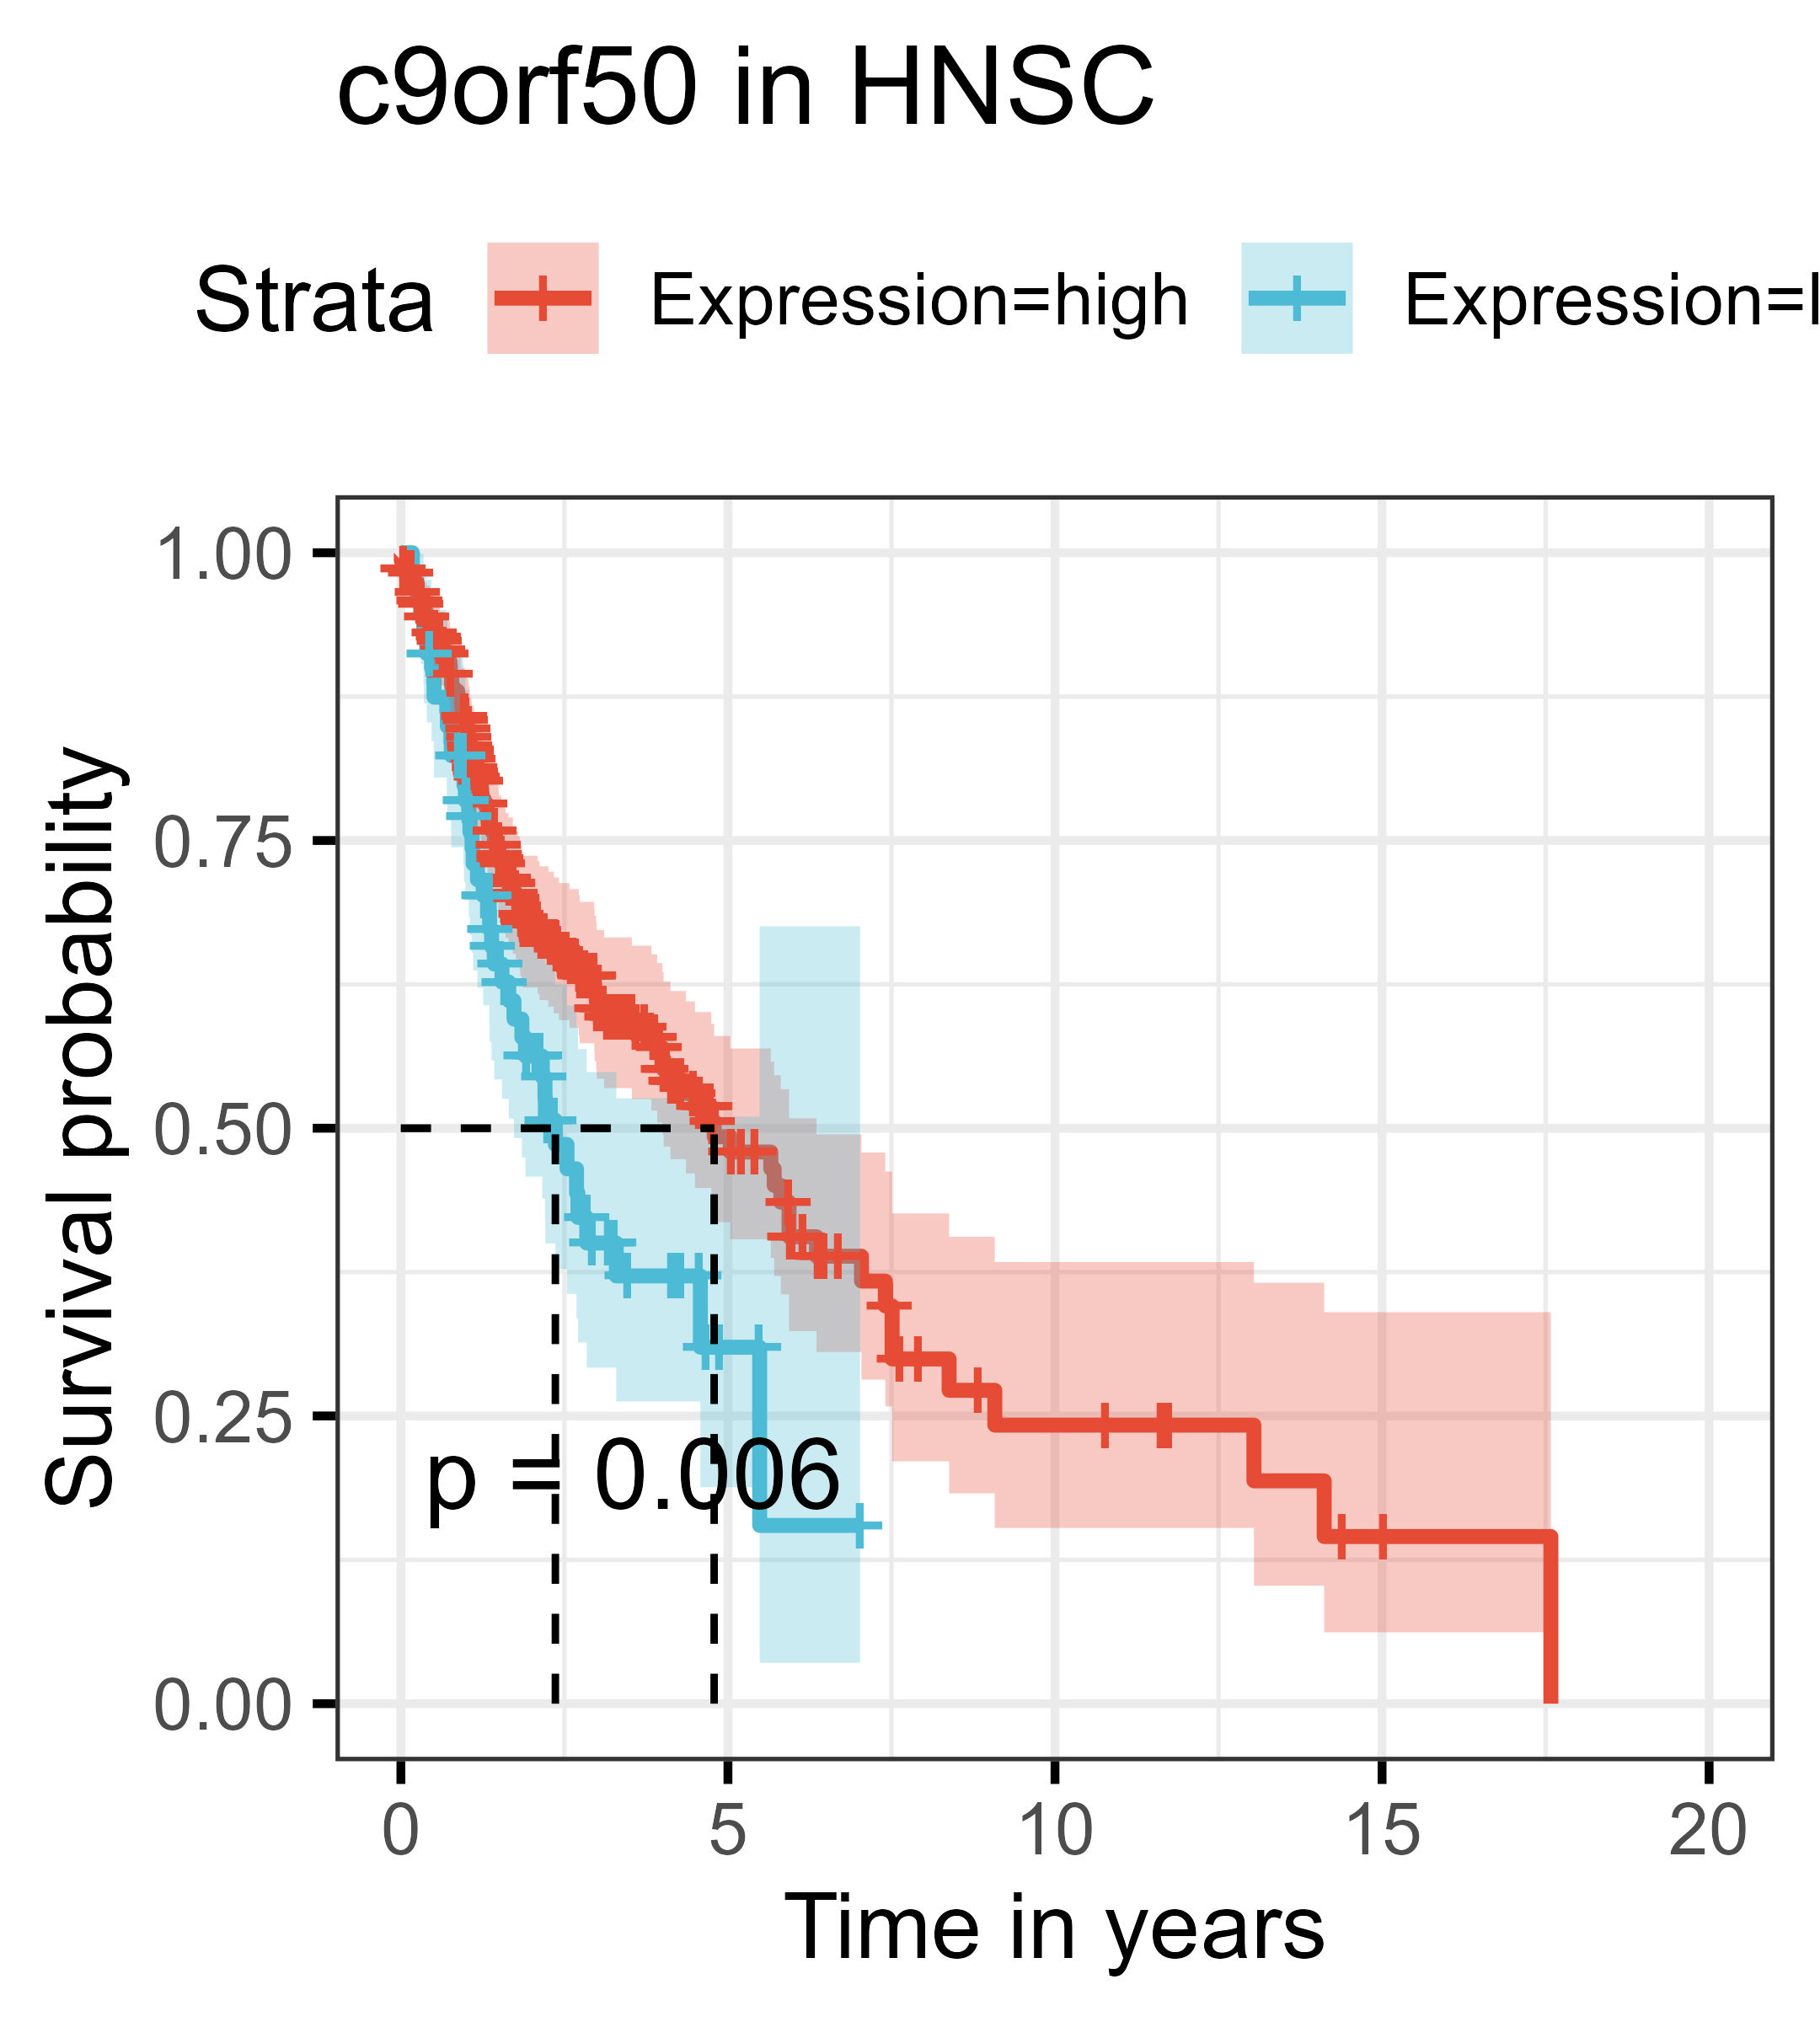 c9orf50 in HNSC
Strata Expression=high Expression=l
1.00
0.75
0.50
0.25
0.00
Survival probability
p = 0.006
0 5 10 15 20
Time in years